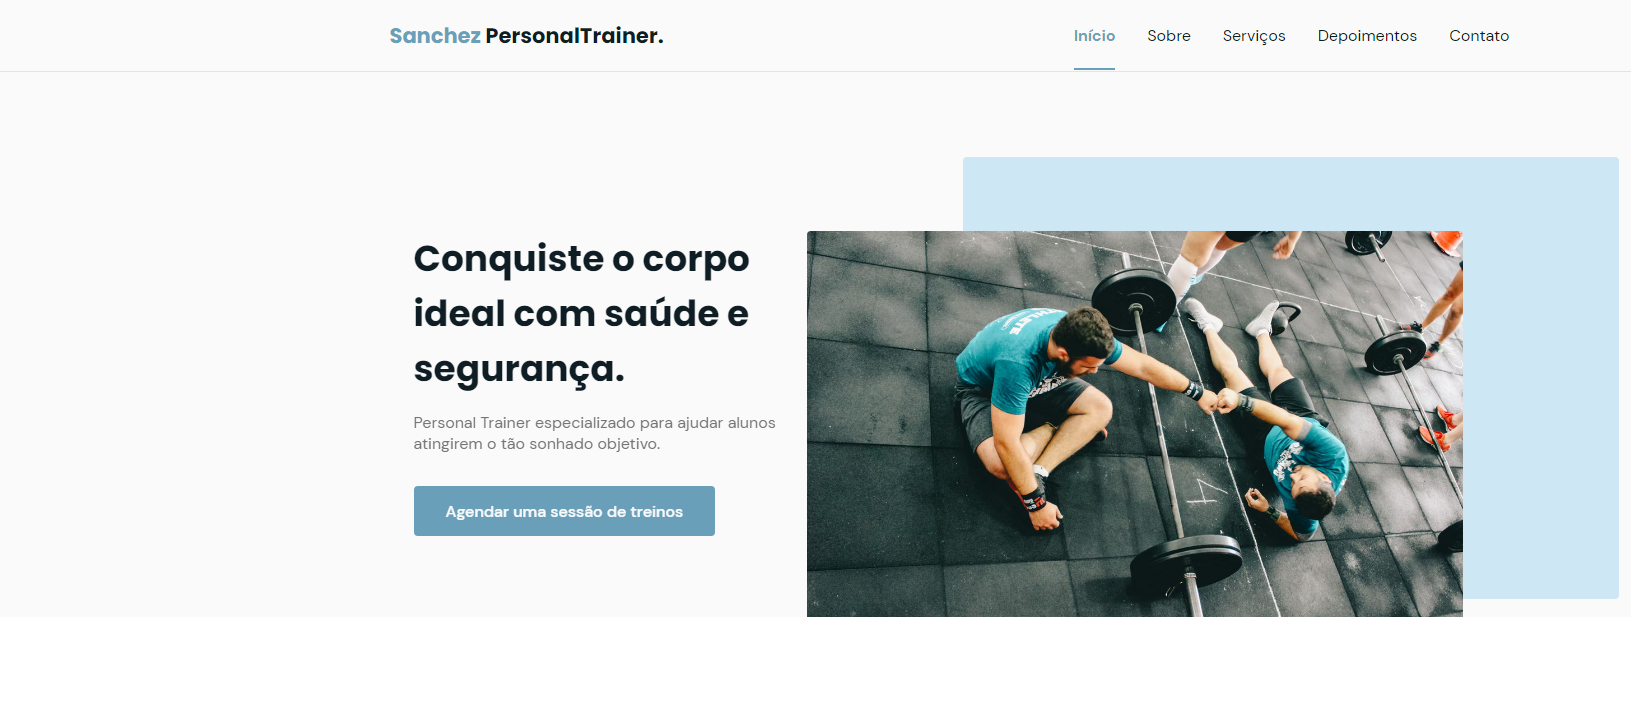 Sanchez PersonalTrainer.
Início Sobre Serviços Depoimentos Contato
Conquiste o corpo
ideal com saúde e
segurança.
Personal Trainer especializado para ajudar alunos
atingirem o tão sonhado objetivo.
Agendar uma sessão de treinos